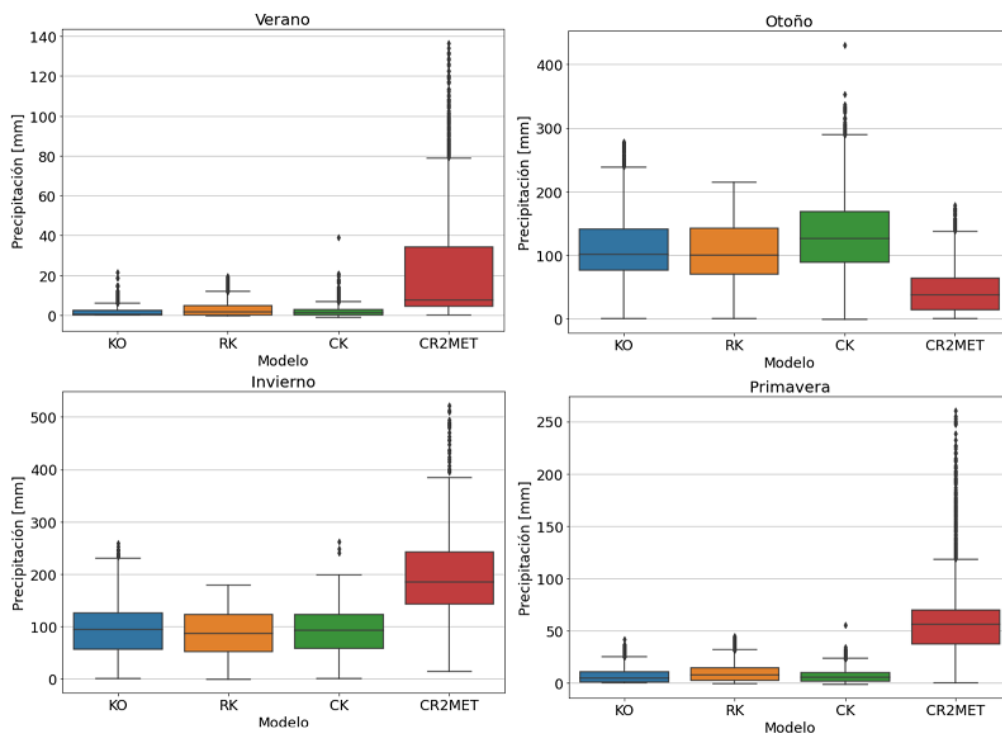 Verano
Precipitación [mm]
140
120
100
80
60
40
20
0
KO RK CK CR2MET
Modelo
Otoño
Precipitación [mm]
400
300
200
100
0
KO RK CK CR2MET
Modelo
Invierno
Precipitación [mm]
500
400
300
200
100
0
KO RK CK CR2MET
Modelo
Primavera
Precipitación [mm]
250
200
150
100
50
0
KO RK CK CR2MET
Modelo